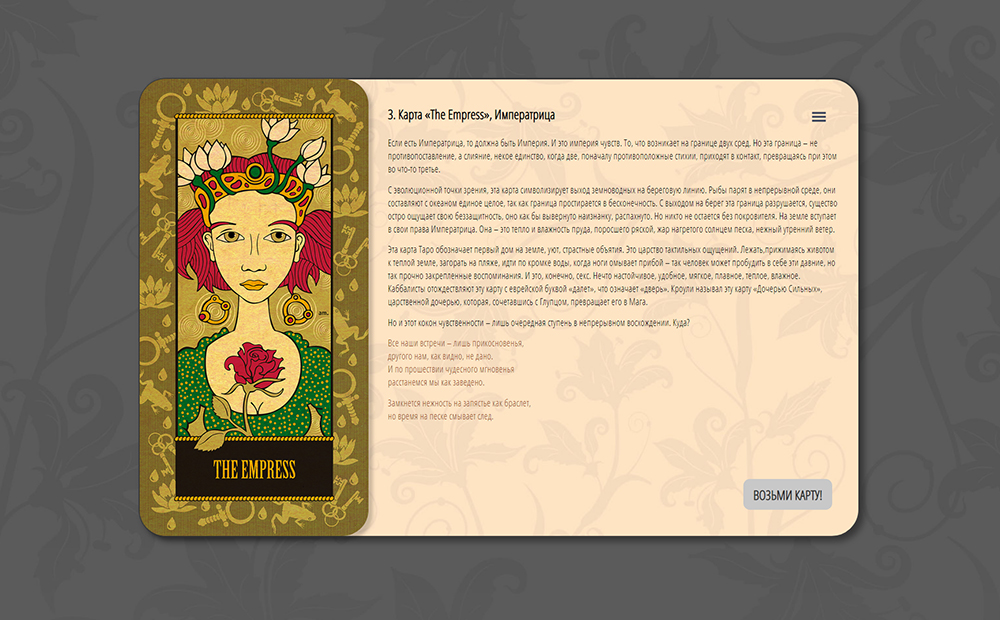 3. Карта «The Empress», Императрица
Если есть Императрица, то должна быть Империя. И это империя чувств. То, что возникает на границе двух сред. Но эта граница – не
противопоставление, а слияние, некое единство, когда две, поначалу противоположные стихии, приходят в контакт, превращаясь при этом
во что-то третье.
С эволюционной точки зрения, эта карта символизирует выход земноводных на береговую линию. Рыбы парят в непрерывной среде, они
составляют с океаном единое целое, так как граница простирается в бесконечность. С выходом на берег эта граница разрушается, существо
остро ощущает свою беззащитность, оно как бы вывернуто наизнанку, распахнуто. Но никто не остается без покровителя. На земле вступает
в свои права Императрица. Она – это тепло и влажность пруда, поросшего ряской, жар нагретого солнцем песка, нежный утренний ветер.
Эта карта Таро обозначает первый дом на земле, уют, страстные объятия. Это царство тактильных ощущений. Лежать,прижимаясь животом
к теплой земле, загорать на пляже, идти по кромке воды, когда ноги омывает прибой – так человек может пробудить в себе эти давние, но
так прочно закрепленные воспоминания. И это, конечно, секс. Нечто настойчивое, удобное, мягкое, плавное, теплое, влажное.
Каббалисты отождествляют эту карту с еврейской буквой «далет», что означает «дверь». Кроули называл эту карту «Дочерью Сильных»,
царственной дочерью, которая, сочетавшись с Глупцом, превращает его в Мага.
Но и этот кокон чувственности – лишь очередная ступень в непрерывном восхождении. Куда?
Все наши встречи – лишь прикосновенья,
другого нам, как видно, не дано.
И по прошествии чудесного мгновенья
расстанемся мы как заведено.
Замкнется нежность на запястье как браслет,
но время на песке смывает след.
THE EMPRESS
ВОЗЬМИ КАРТУ!